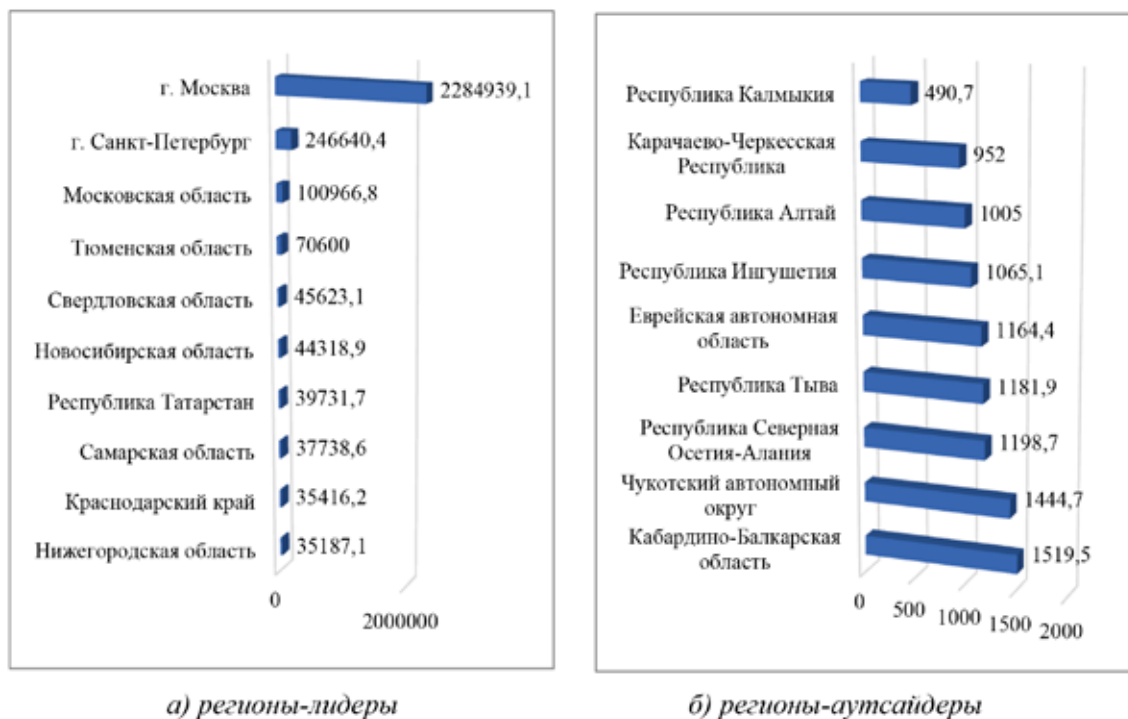 г. Москва
2284939,1
г. Санкт-Петербург
246640,4
Московская область
100966,8
Тюменская область
70600
Свердловская область
45623,1
Новосибирская область
44318,9
Республика Татарстан
39731,7
Самарская область
37738,6
Краснодарский край
35416,2
Нижегородская область
35187,1
0
2000000
а) регионы-лидеры
Республика Калмыкия
490,7
Карачаево-Черкесская
Республика
952
Республика Алтай
1005
Республика Ингушетия
1065,1
Еврейская автономная
область
1164,4
Республика Тыва
1181,9
Республика Северная
Осетия-Алания
1198,7
Чукотский автономный
округ
1444,7
Кабардино-Балкарская
область
1519,5
0
500
1000
1500
2000
б) регионы-аутсайдеры